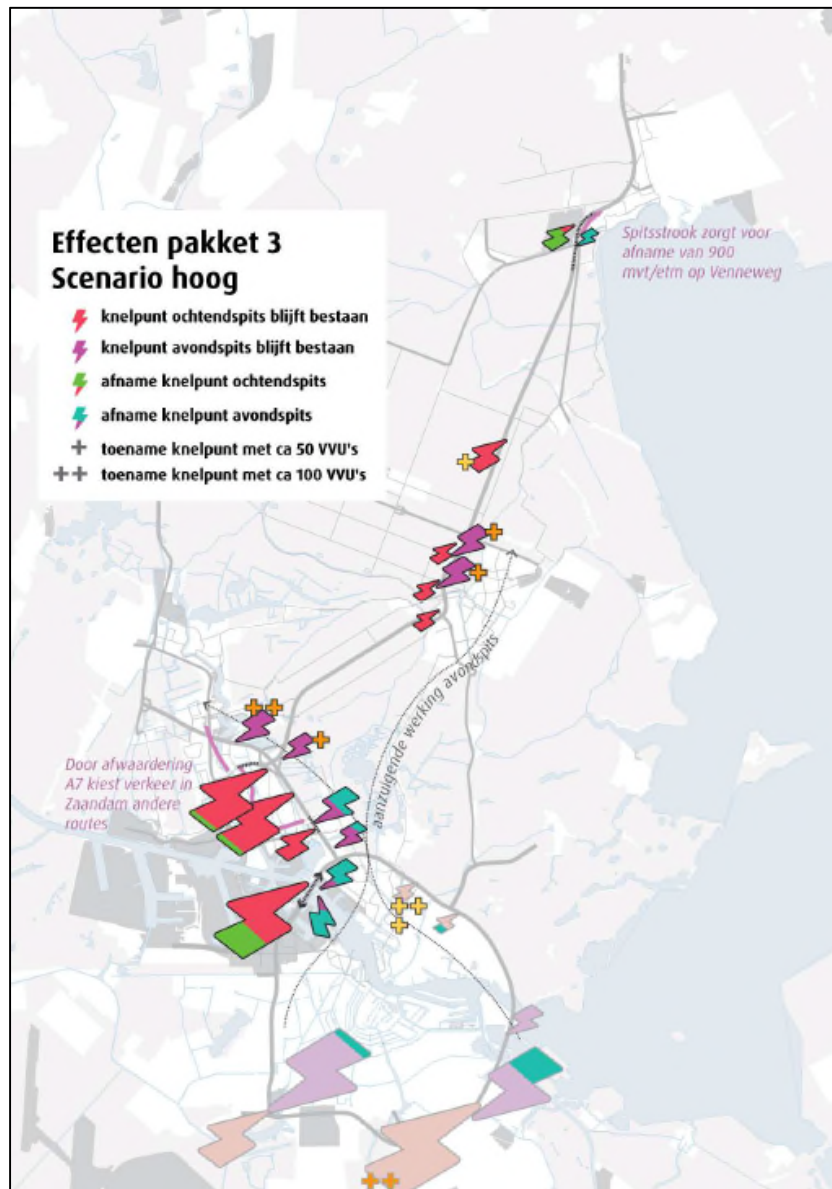 Effecten pakket 3
Scenario hoog
knelpunt ochtendspits blijft bestaan
knelpunt avondspits blijft bestaan
afname knelpunt ochtendspits
afname knelpunt avondspits
+ toename knelpunt met ca 50 VVU's
++ toename knelpunt met ca 100 VVU's
Spitsstrook zorgt voor
afname van 900
mvt/etm op Venneweg
aanzuigende werking avondspits
Door afwaardering
A7 kiest verkeer in
Zaandam andere
routes